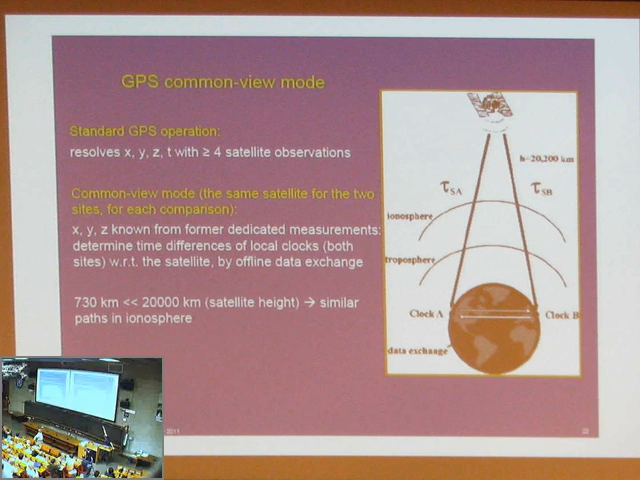 GPS common-view mode
Standard GPS operation:
resolves x, y, z, t with ≥ 4 satellite observations
Common-view mode (the same satellite for the two
sites, for each comparison):
x, y, z known from former dedicated measurements:
determine time differences of local clocks (both
sites) w.r.t. the satellite, by offline data exchange
730 km << 20000 km (satellite height) → similar
paths in ionosphere
h=20,200 km
τSA
τSB
ionosphere
troposphere
Clock A
Clock B
data exchange
2011